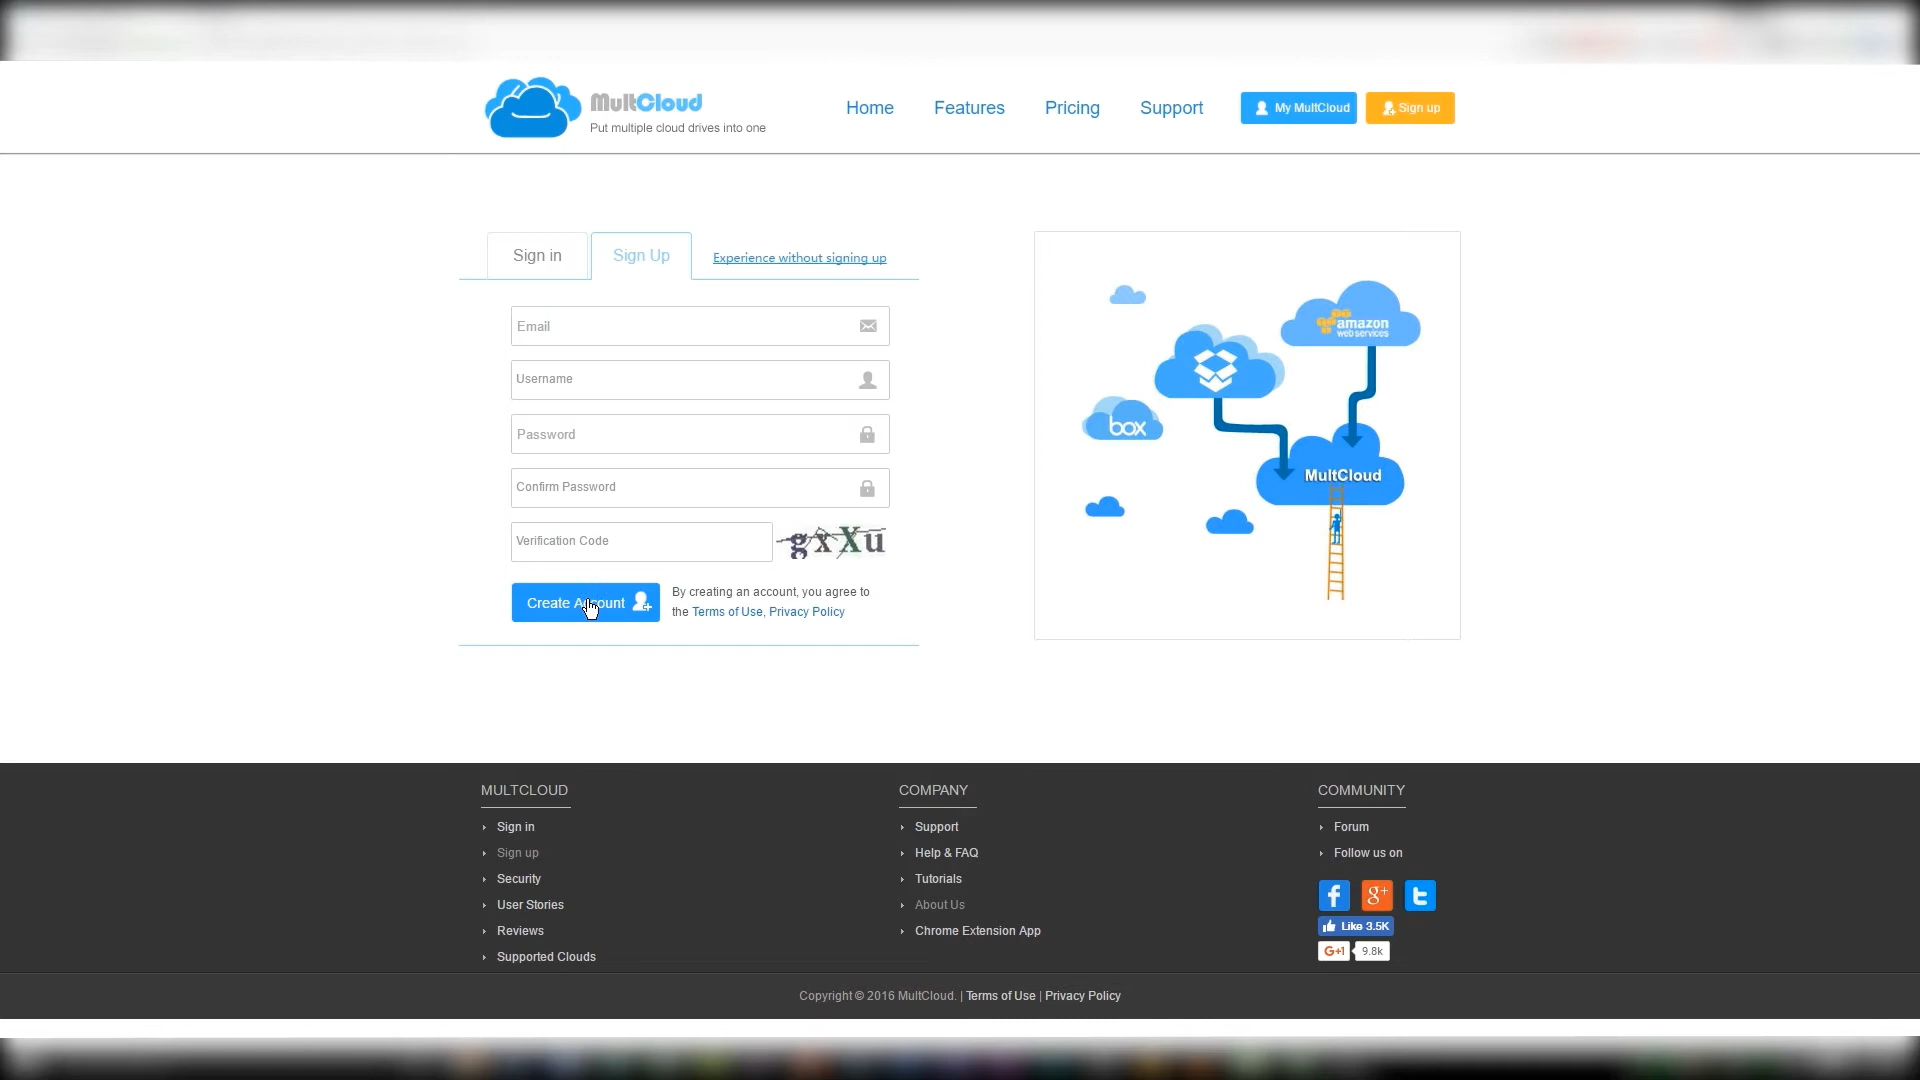 MultCloud
Put multiple cloud drives into one
Home
Features
Pricing
Support
My MultCloud
Sign up
Sign in
Sign Up
Experience without signing up
Email
Username
Password
Confirm Password
Verification Code
gxXu
Create Account
By creating an account, you agree to
the Terms of Use, Privacy Policy
amazon
web services
box
MultCloud
MULTCLOUD
Sign in
Sign up
Security
User Stories
Reviews
Supported Clouds
COMPANY
Support
Help & FAQ
Tutorials
About Us
Chrome Extension App
COMMUNITY
Forum
Follow us on
f
g+
t
Like 3.5K
G+1
9.8k
Copyright © 2016 MultCloud. | Terms of Use | Privacy Policy